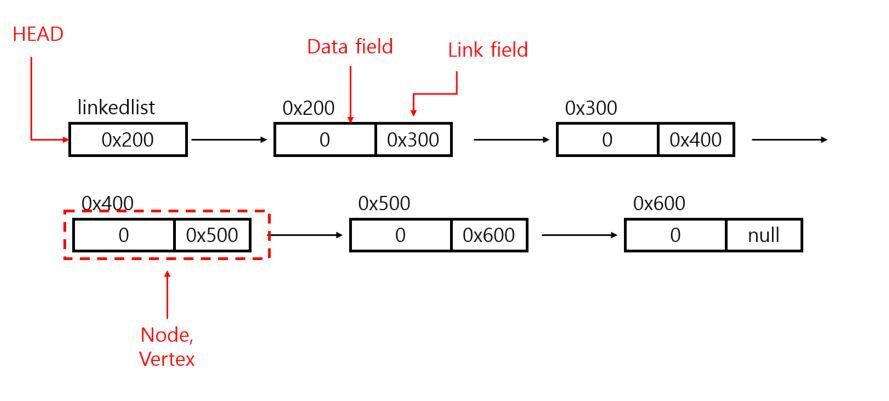 HEAD
Data field
Link field
linkedlist
0x200
0x300
0x200
0
0x300
0
0x400
0x400
0x500
0x600
0
0x500
0
0x600
0
null
Node,
Vertex